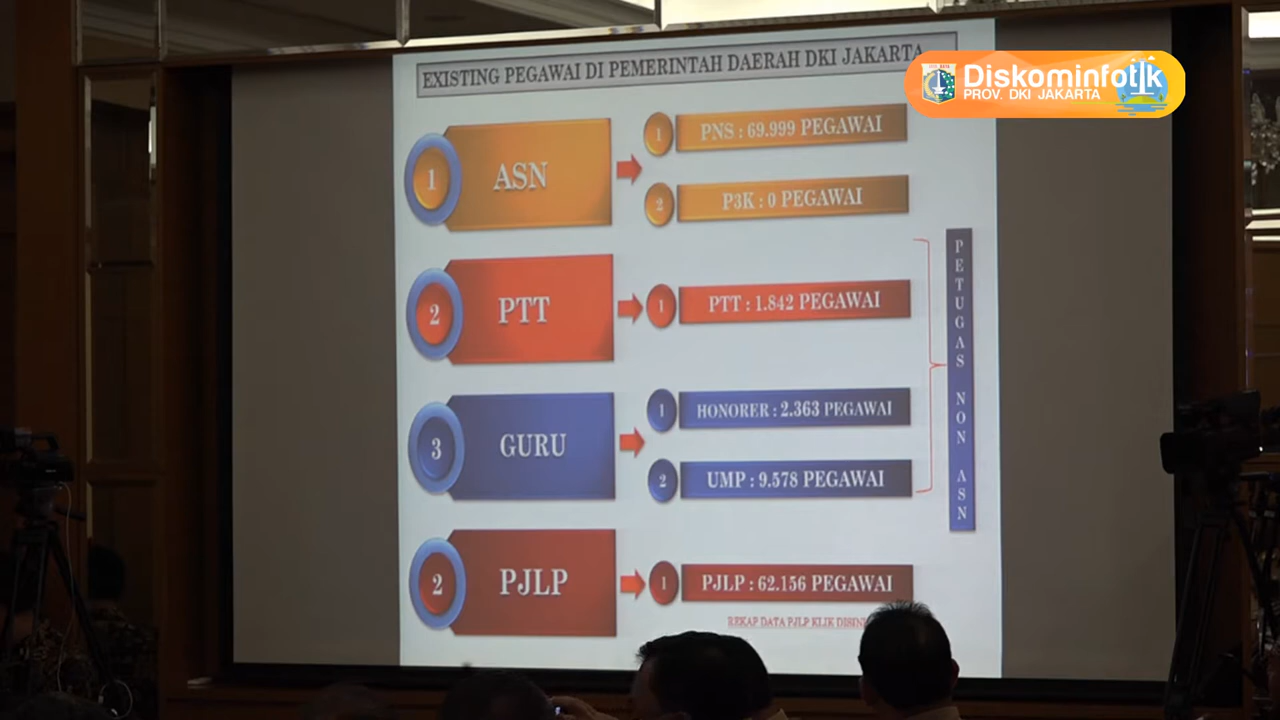 EXISTING PEGAWAI DI PEMERINTAH DAERAH DKI JAKARTA
Diskominfotik
PROV. DKI JAKARTA
1
ASN
1
PNS : 69.999 PEGAWAI
2
P3K : 0 PEGAWAI
2
PTT
1
PTT : 1.842 PEGAWAI
3
GURU
1
HONORER : 2.363 PEGAWAI
2
UMP : 9.578 PEGAWAI
PETUGAS NON ASN
2
PJLP
1
PJLP : 62.156 PEGAWAI
REKAP DATA PJLP KLIK DISINI